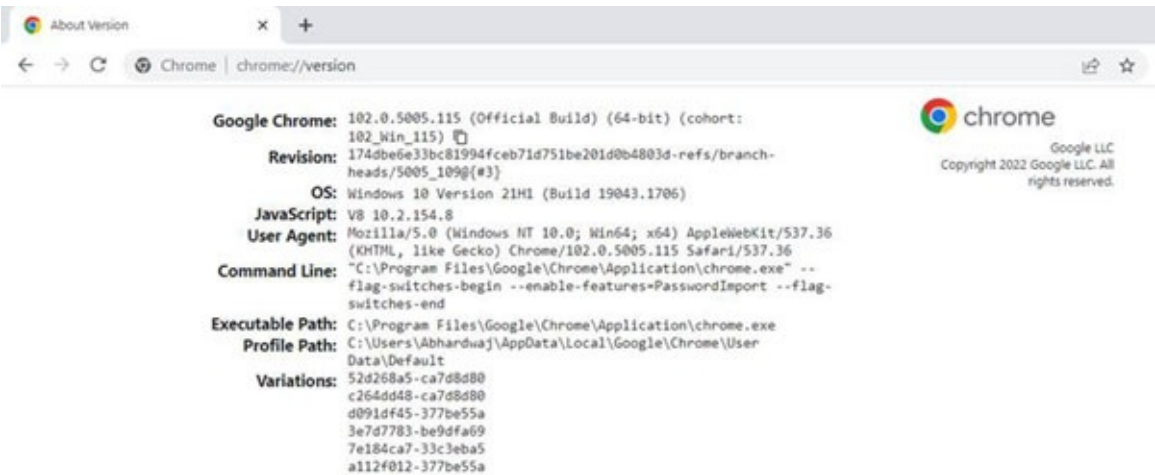 About Version
Chrome | chrome://version
Google Chrome: 102.0.5005.115 (Official Build) (64-bit) (cohort:
102_Win_115)
Revision: 174dbe6e33bc81994fceb71d751be201d0b4803d-refs/branch-
heads/5005_109@{#3}
OS: Windows 10 Version 21H1 (Build 19043.1706)
JavaScript: V8 10.2.154.8
User Agent: Mozilla/5.0 (Windows NT 10.0; Win64; x64) AppleWebKit/537.36
(KHTML, like Gecko) Chrome/102.0.5005.115 Safari/537.36
Command Line: "C:\Program Files\Google\Chrome\Application\chrome.exe" --
flag-switches-begin --enable-features=PasswordImport --flag-
switches-end
Executable Path: C:\Program Files\Google\Chrome\Application\chrome.exe
Profile Path: C:\Users\Abhardwaj\AppData\Local\Google\Chrome\User
Data\Default
Variations: 52d268a5-ca7d8d80
c264dd48-ca7d8d80
d091df45-377be55a
3e7d7783-be9dfa69
7e184ca7-33c3eba5
a112f012-377be55a
chrome
Google LLC
Copyright 2022 Google LLC. All
rights reserved.